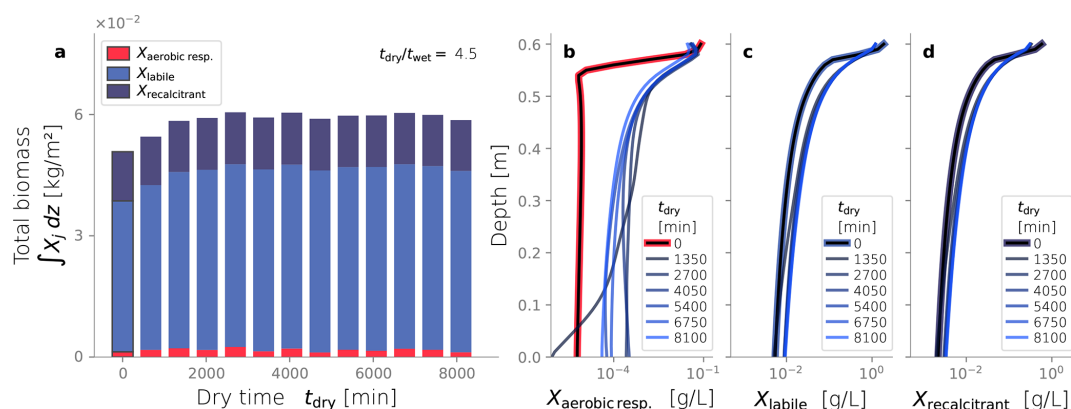 ×10⁻²
a
t_dry/t_wet = 4.5
X_aerobic resp.
X_labile
X_recalcitrant
Total biomass
∫ X_j dz [kg/m²]
6
3
0
0 2000 4000 6000 8000
Dry time t_dry [min]
b
Depth [m]
0.6
0.5
0.4
0.3
0.2
0.1
0.0
t_dry
[min]
0
1350
2700
4050
5400
6750
8100
10⁻⁴ 10⁻¹
X_aerobic resp. [g/L]
c
t_dry
[min]
0
1350
2700
4050
5400
6750
8100
10⁻² 10⁰
X_labile [g/L]
d
t_dry
[min]
0
1350
2700
4050
5400
6750
8100
10⁻² 10⁰
X_recalcitrant [g/L]